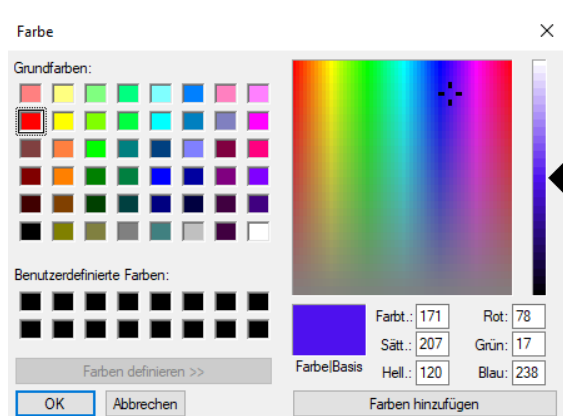 Farbe
Grundfarben:
Benutzerdefinierte Farben:
Farben definieren >>
OK
Abbrechen
Farbe|Basis
Farbt.: 171
Sätt.: 207
Hell.: 120
Rot: 78
Grün: 17
Blau: 238
Farben hinzufügen